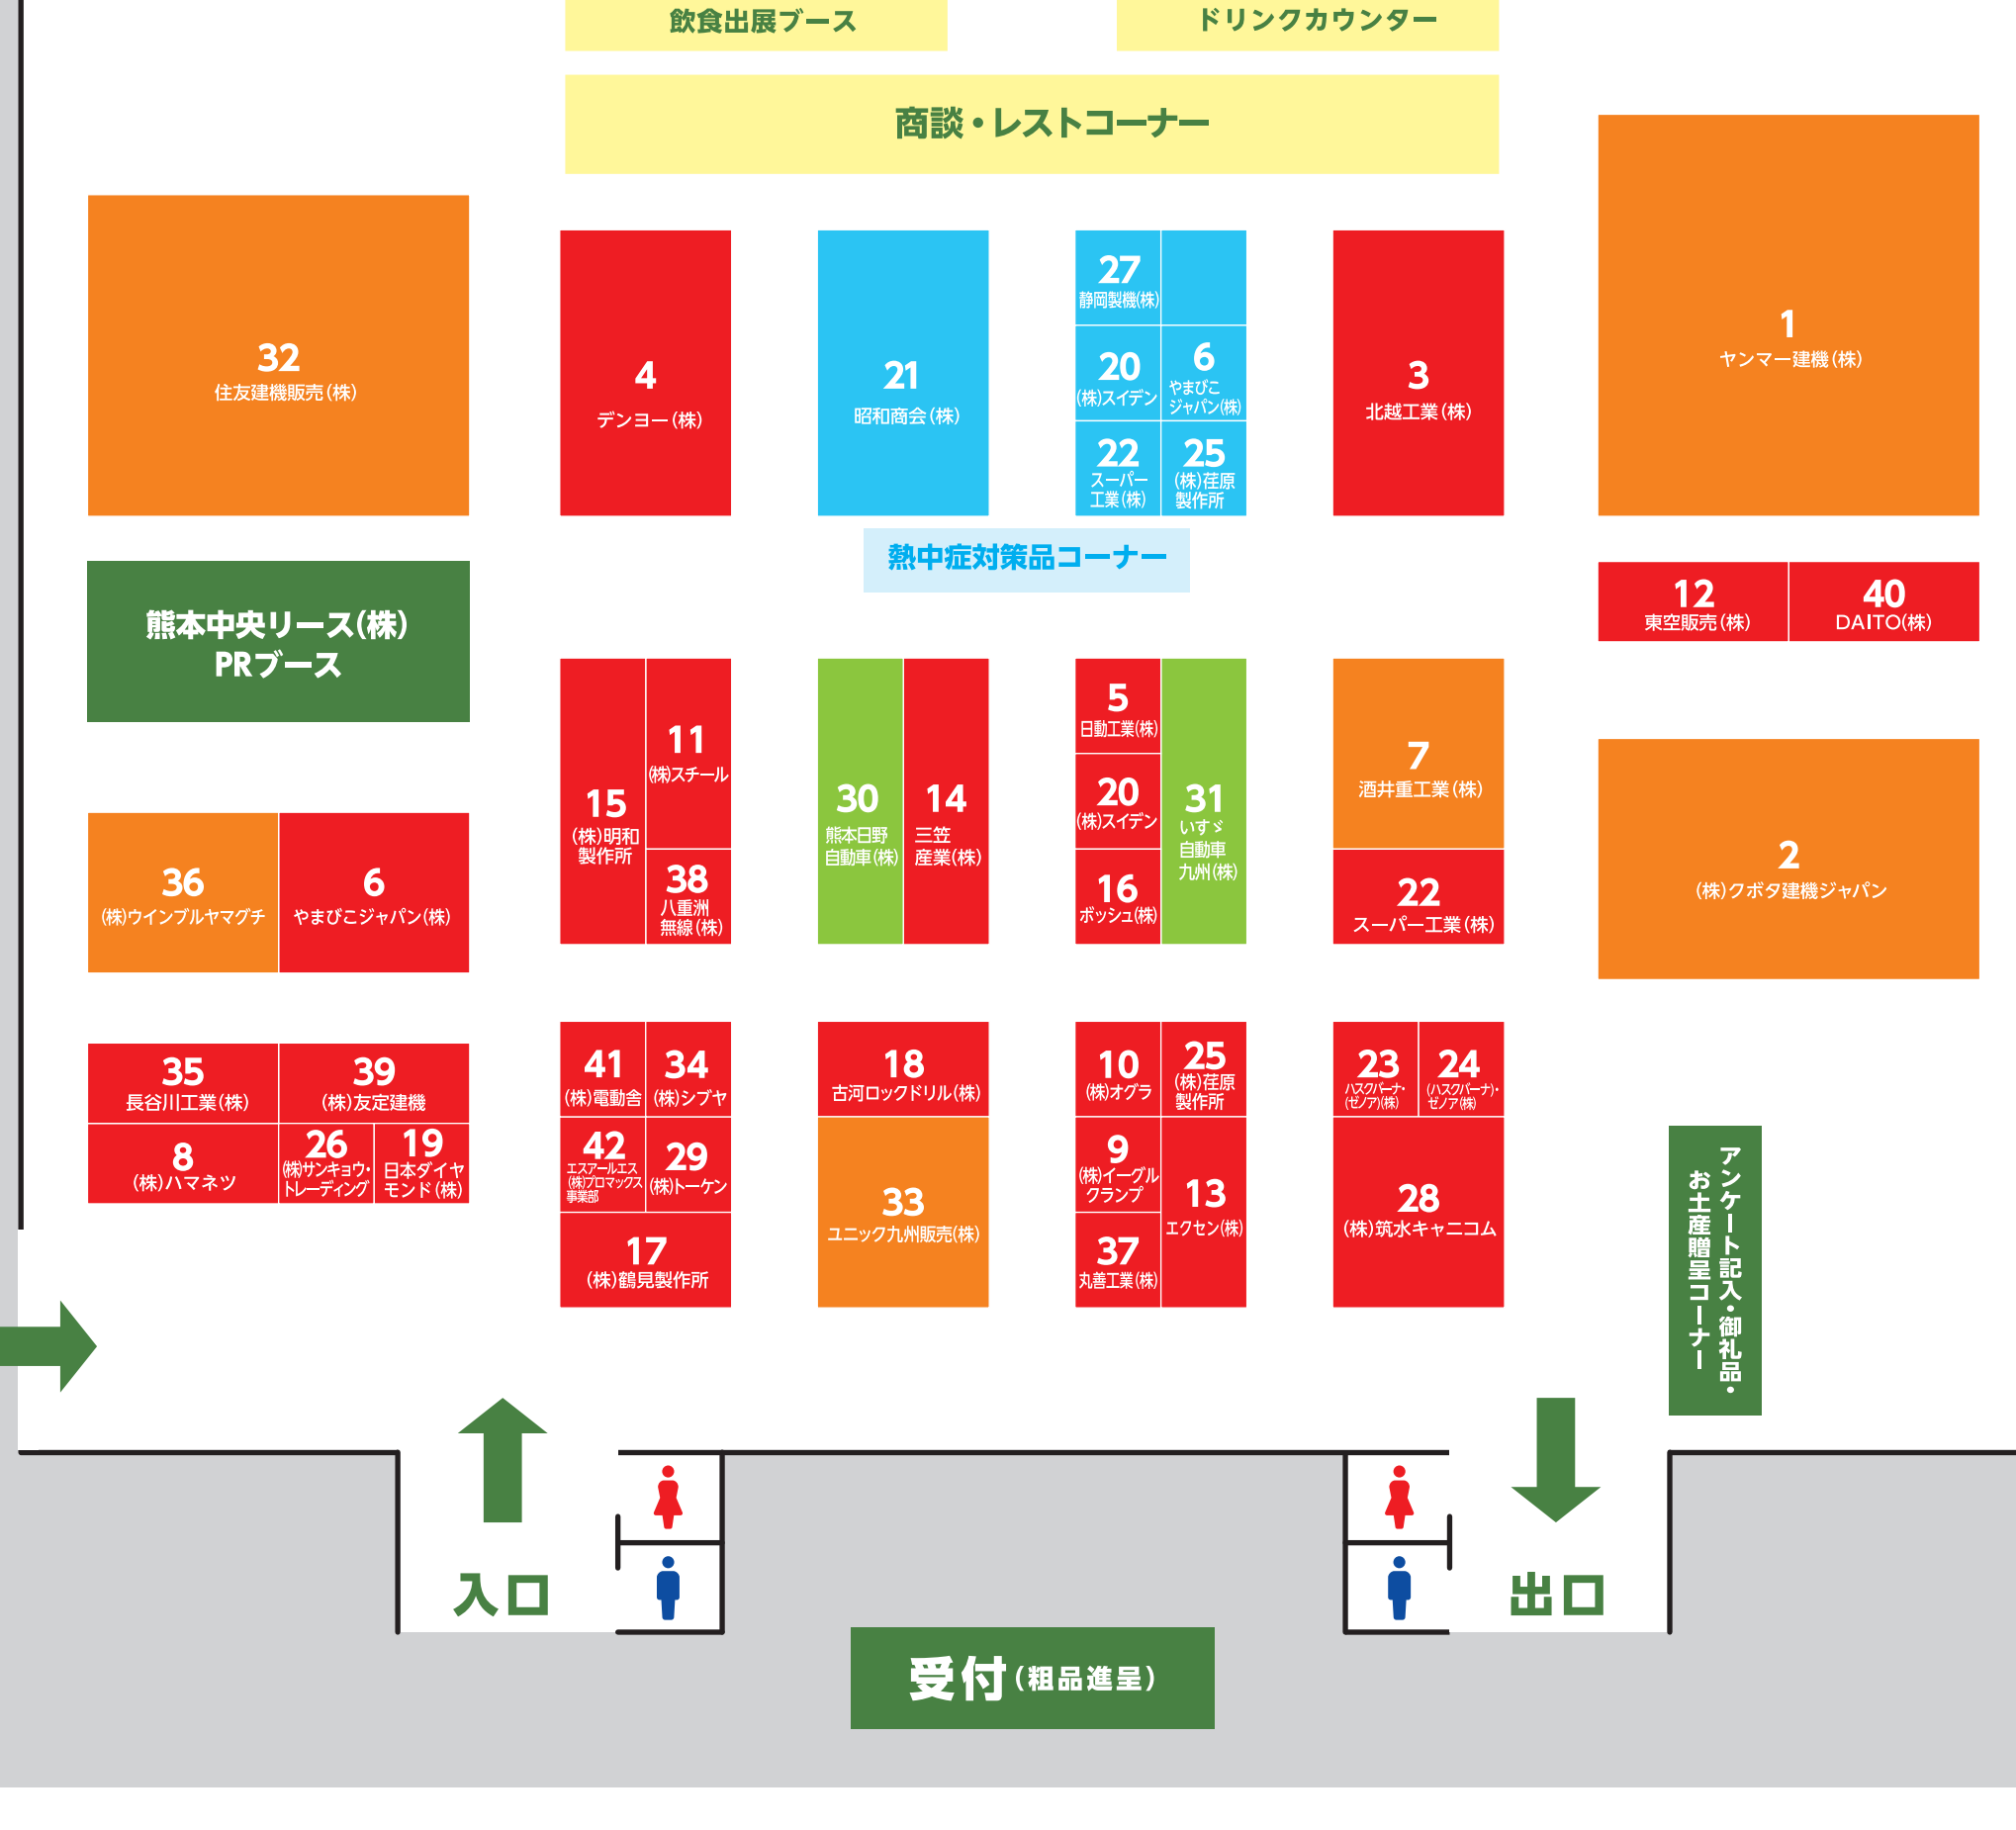 飲食出展ブース
ドリンクカウンター
商談・レストコーナー
32
住友建機販売(株)
4
デンヨー(株)
21
昭和商会(株)
27
静岡製機(株)
20
(株)スイデン
6
やまびこ
ジャパン(株)
22
スーパー
工業(株)
25
(株)荏原
製作所
3
北越工業(株)
1
ヤンマー建機(株)
熱中症対策品コーナー
熊本中央リース(株)
PRブース
12
東空販売(株)
40
DAITO(株)
15
(株)明和
製作所
11
(株)スチール
38
八重洲
無線(株)
30
熊本日野
自動車(株)
14
三笠
産業(株)
5
日動工業(株)
20
(株)スイデン
16
ボッシュ(株)
31
いすゞ
自動車
九州(株)
7
酒井重工業(株)
22
スーパー工業(株)
2
(株)クボタ建機ジャパン
36
(株)ウインブルヤマグチ
6
やまびこジャパン(株)
35
長谷川工業(株)
39
(株)友定建機
8
(株)ハマネツ
26
(株)サンキョウ・
トレーディング
19
日本ダイヤ
モンド(株)
41
(株)電動舎
34
(株)シブヤ
42
エスアールエス
(株)プロマックス
事業部
29
(株)トーケン
17
(株)鶴見製作所
18
古河ロックドリル(株)
33
ユニック九州販売(株)
10
(株)オグラ
25
(株)荏原
製作所
9
(株)イーグル
クランプ
37
丸善工業(株)
13
エクセン(株)
23
ハスクバーナ・
(ゼノア)(株)
24
(ハスクバーナ)・
ゼノア(株)
28
(株)筑水キャニコム
アンケート記入・御礼品・
お土産贈呈コーナー
入口
出口
受付(粗品進呈)